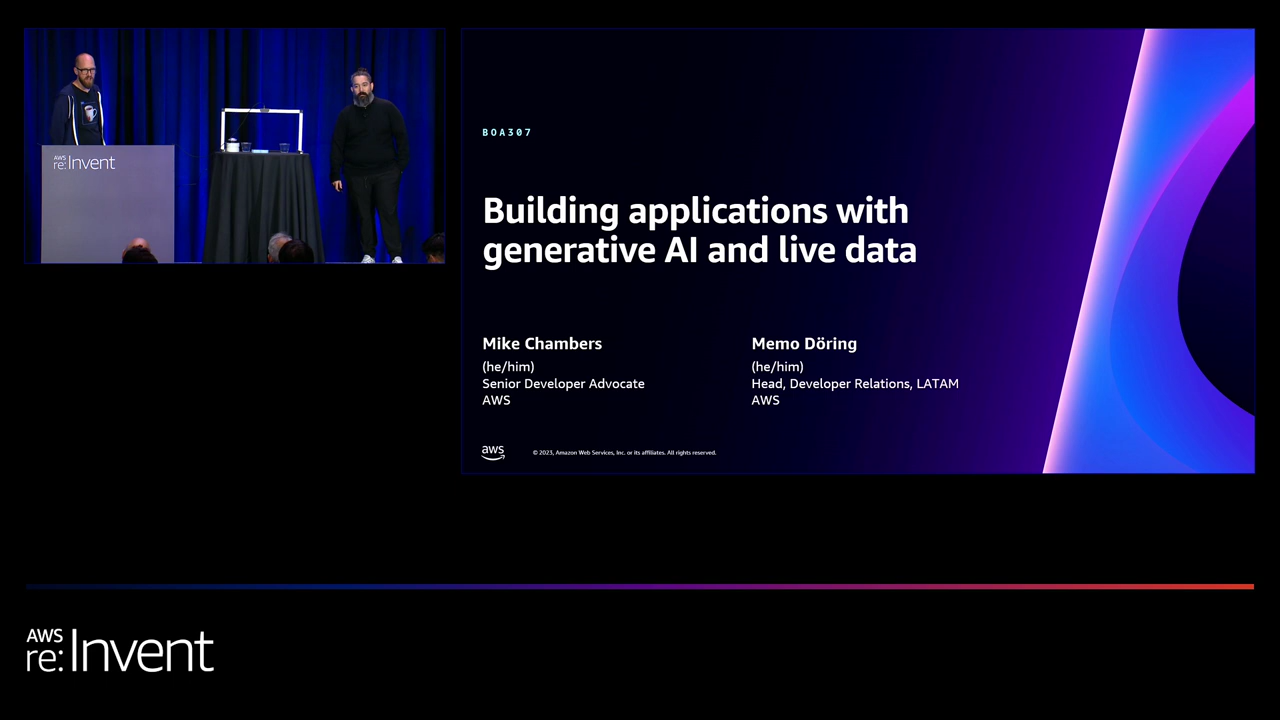 AWS
re:Invent
BOA307
Building applications with
generative AI and live data
Mike Chambers
(he/him)
Senior Developer Advocate
AWS
Memo Döring
(he/him)
Head, Developer Relations, LATAM
AWS
aws
© 2023, Amazon Web Services, Inc. or its affiliates. All rights reserved.
AWS
re:Invent